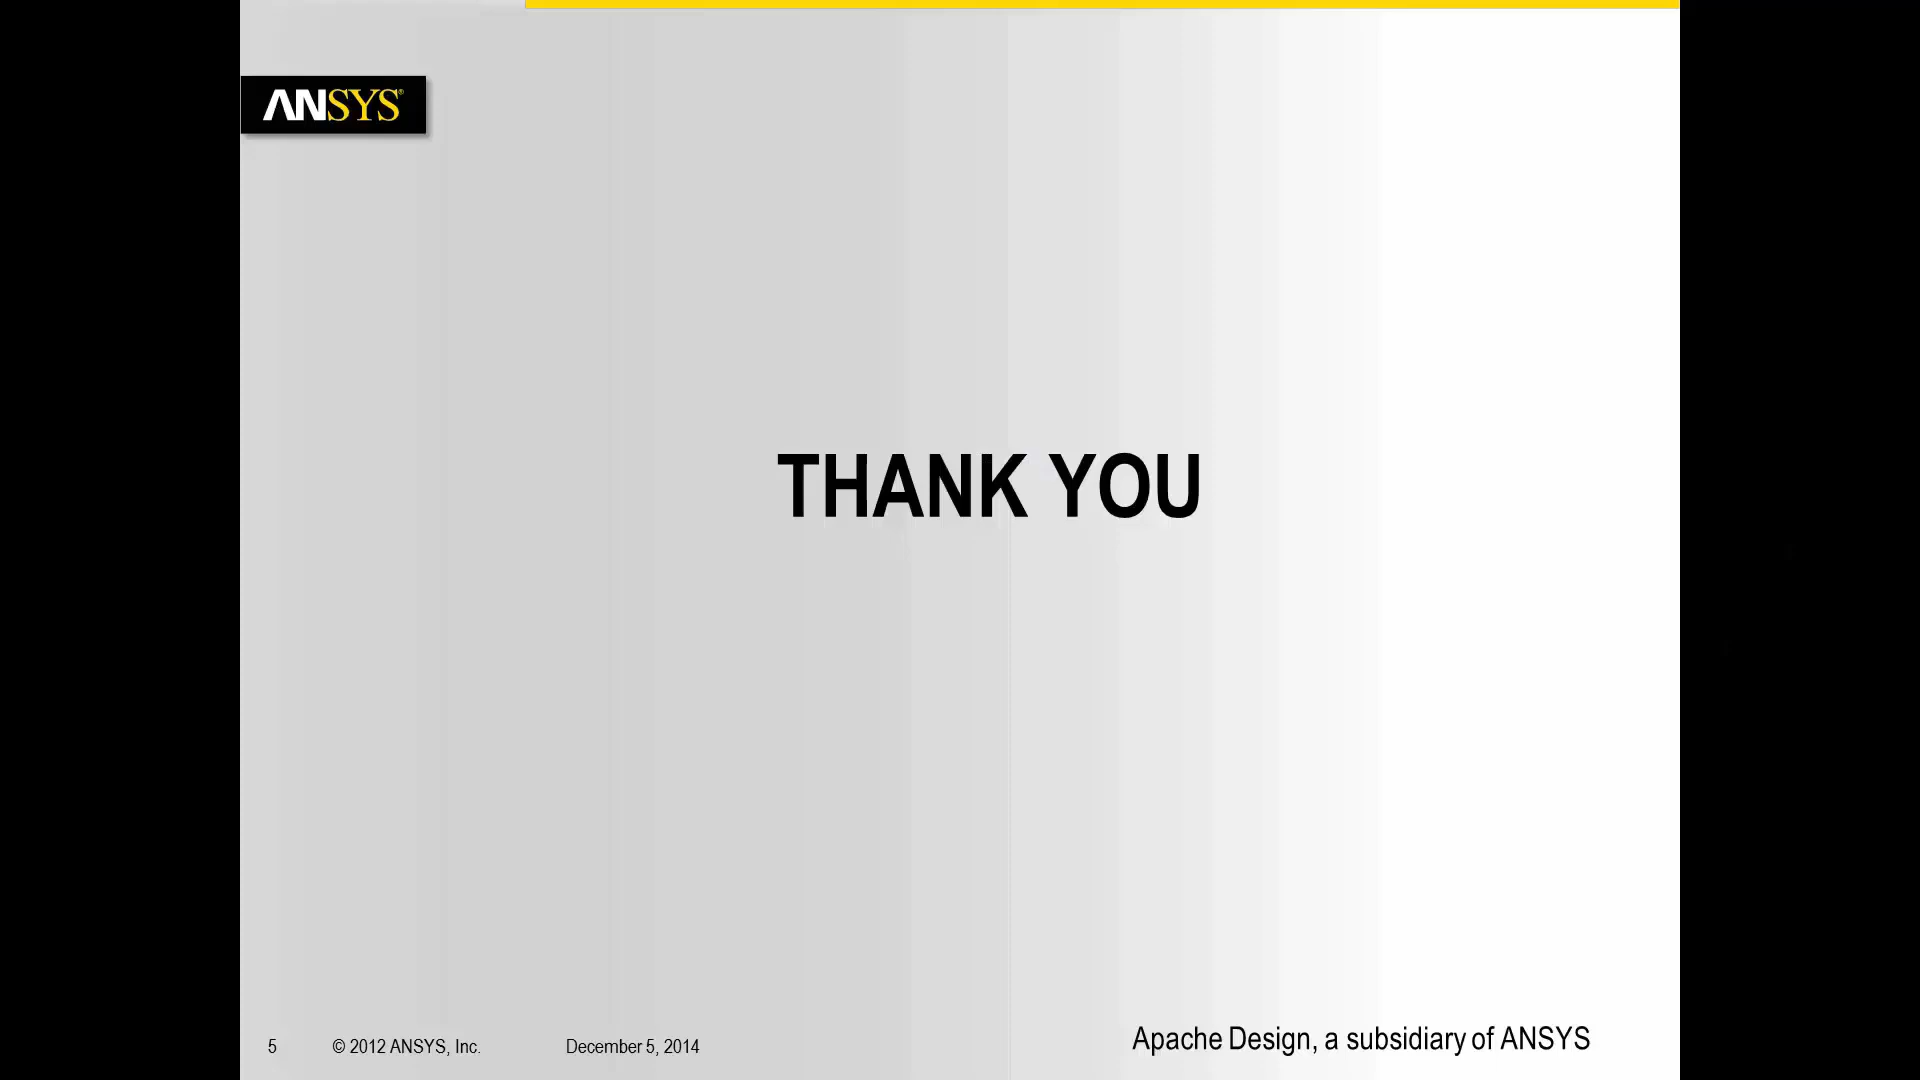 ANSYS®
THANK YOU
5 © 2012 ANSYS, Inc. December 5, 2014 Apache Design, a subsidiary of ANSYS